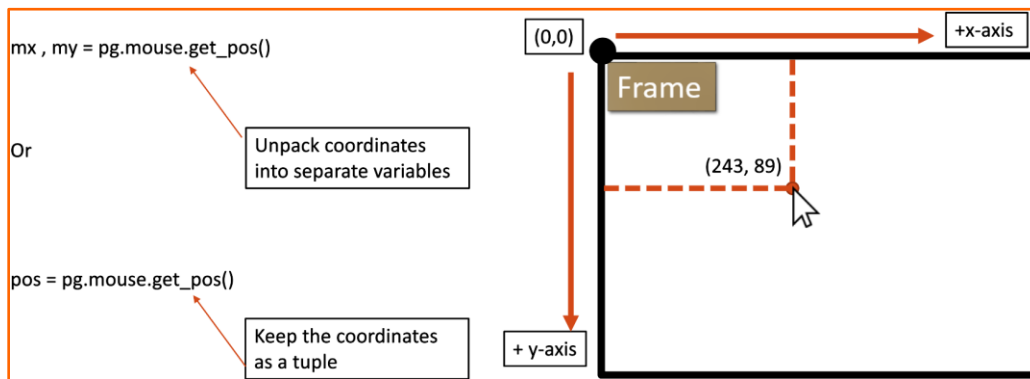 mx , my = pg.mouse.get_pos()
Unpack coordinates
into separate variables
Or
pos = pg.mouse.get_pos()
Keep the coordinates
as a tuple
(0,0)
+x-axis
Frame
(243, 89)
+ y-axis